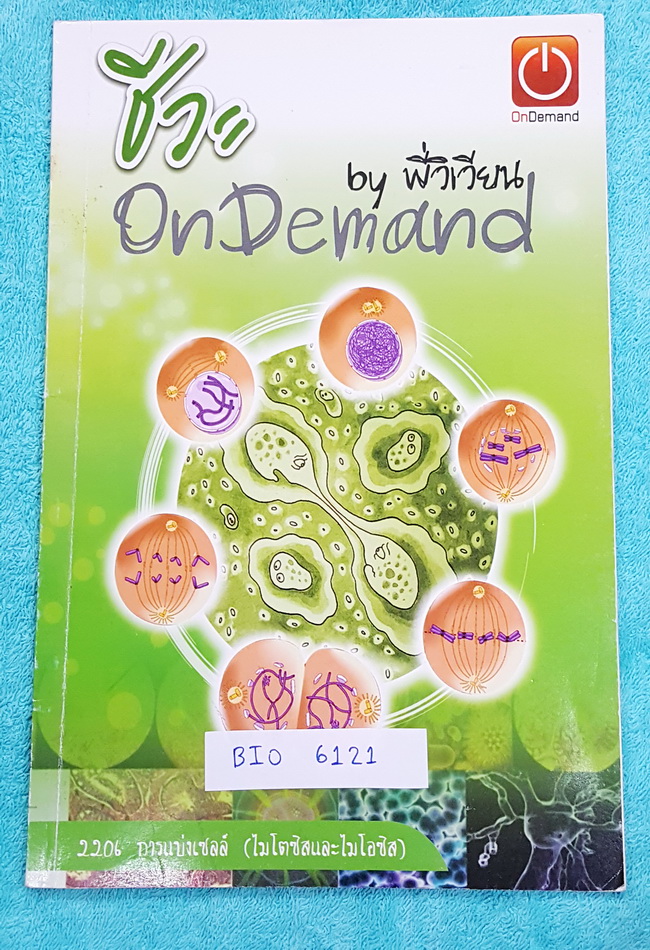 ชีวะ
OnDemand
by พี่วิเวียน
OnDemand
BIO 6121
2206 การแบ่งเซลล์ (ไมโตซิสและไมโอซิส)